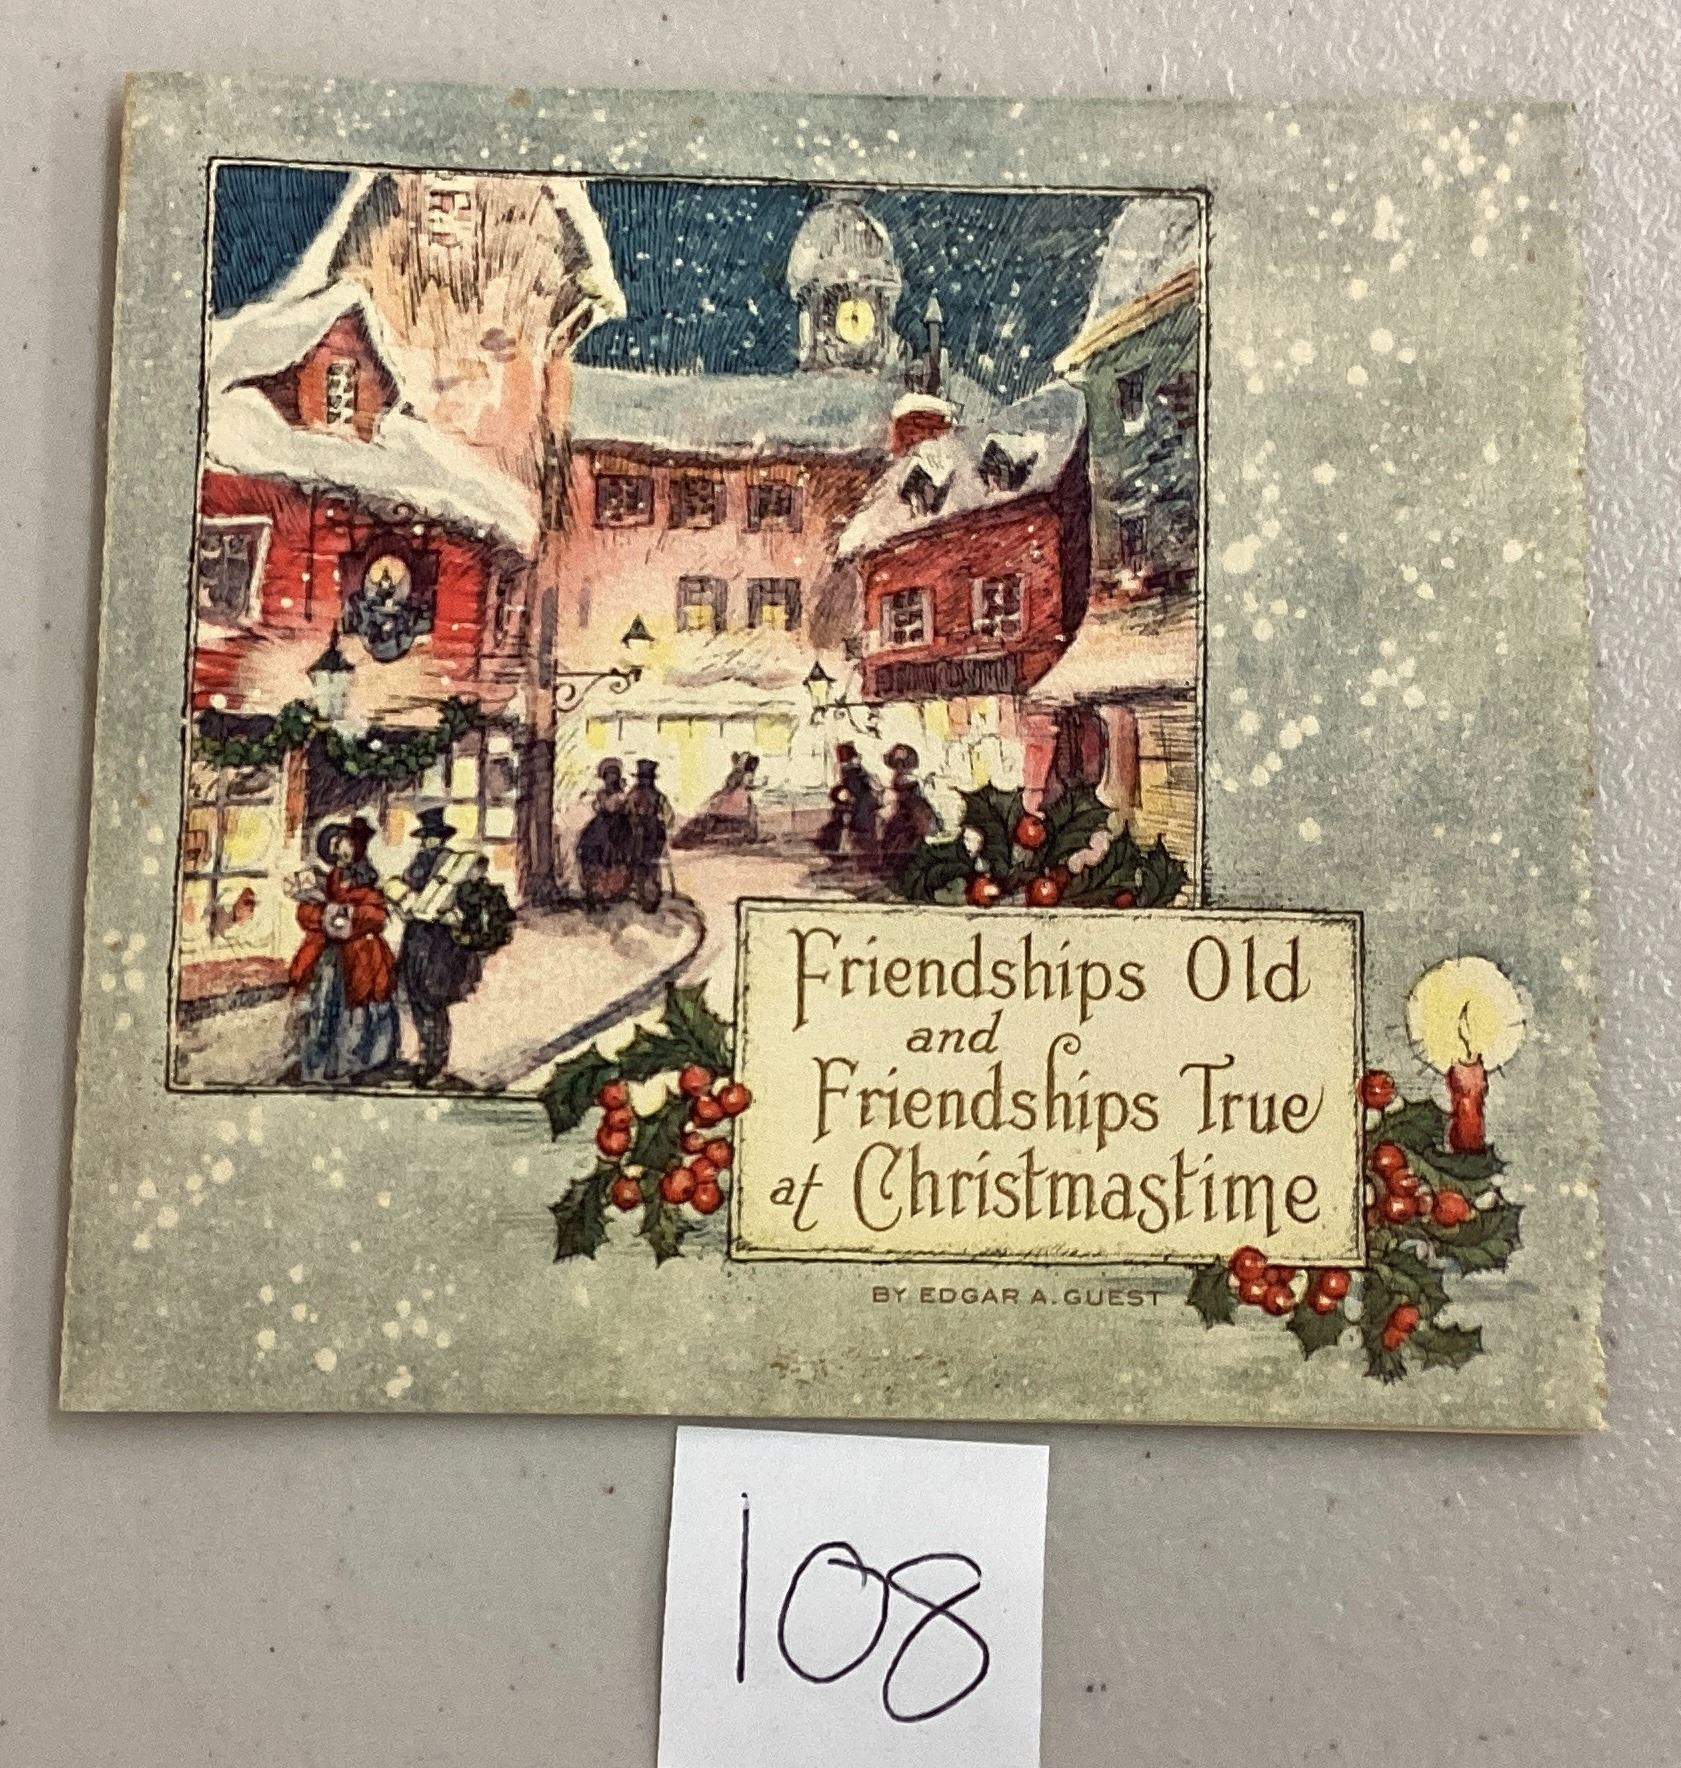 Friendships Old
and
Friendships True
at Christmastime
BY EDGAR A. GUEST
108